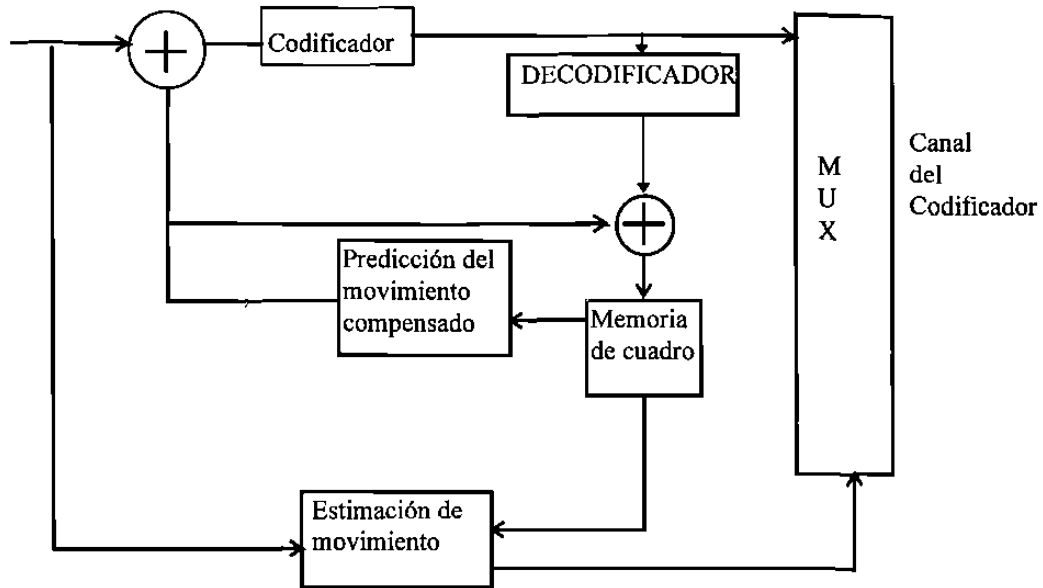 Codificador
DECODIFICADOR
M
U
X
Canal
del
Codificador
Predicción del
movimiento
compensado
Memoria
de cuadro
Estimación de
movimiento